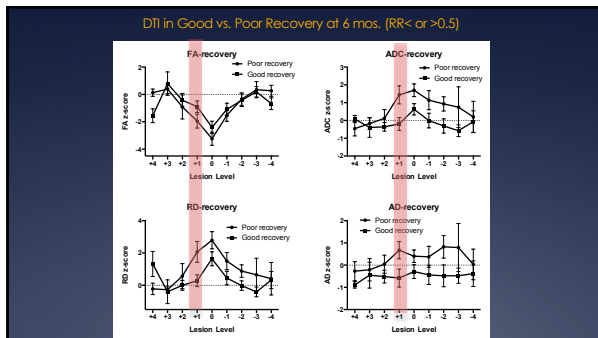 DTI in Good vs. Poor Recovery at 6 mos. (RR< or >0.5)
FA-recovery
Poor recovery
Good recovery
FA z-score
2
0
-2
-4
+4 +3 +2 +1 0 -1 -2 -3 -4
Lesion Level
ADC-recovery
Poor recovery
Good recovery
ADC z-score
3
2
1
0
-1
-2
+4 +3 +2 +1 0 -1 -2 -3 -4
Lesion Level
RD-recovery
Poor recovery
Good recovery
RD z-score
4
2
0
+4 +3 +2 +1 0 -1 -2 -3 -4
Lesion Level
AD-recovery
Poor recovery
Good recovery
AD z-score
2
1
0
-1
-2
+4 +3 +2 +1 0 -1 -2 -3 -4
Lesion Level